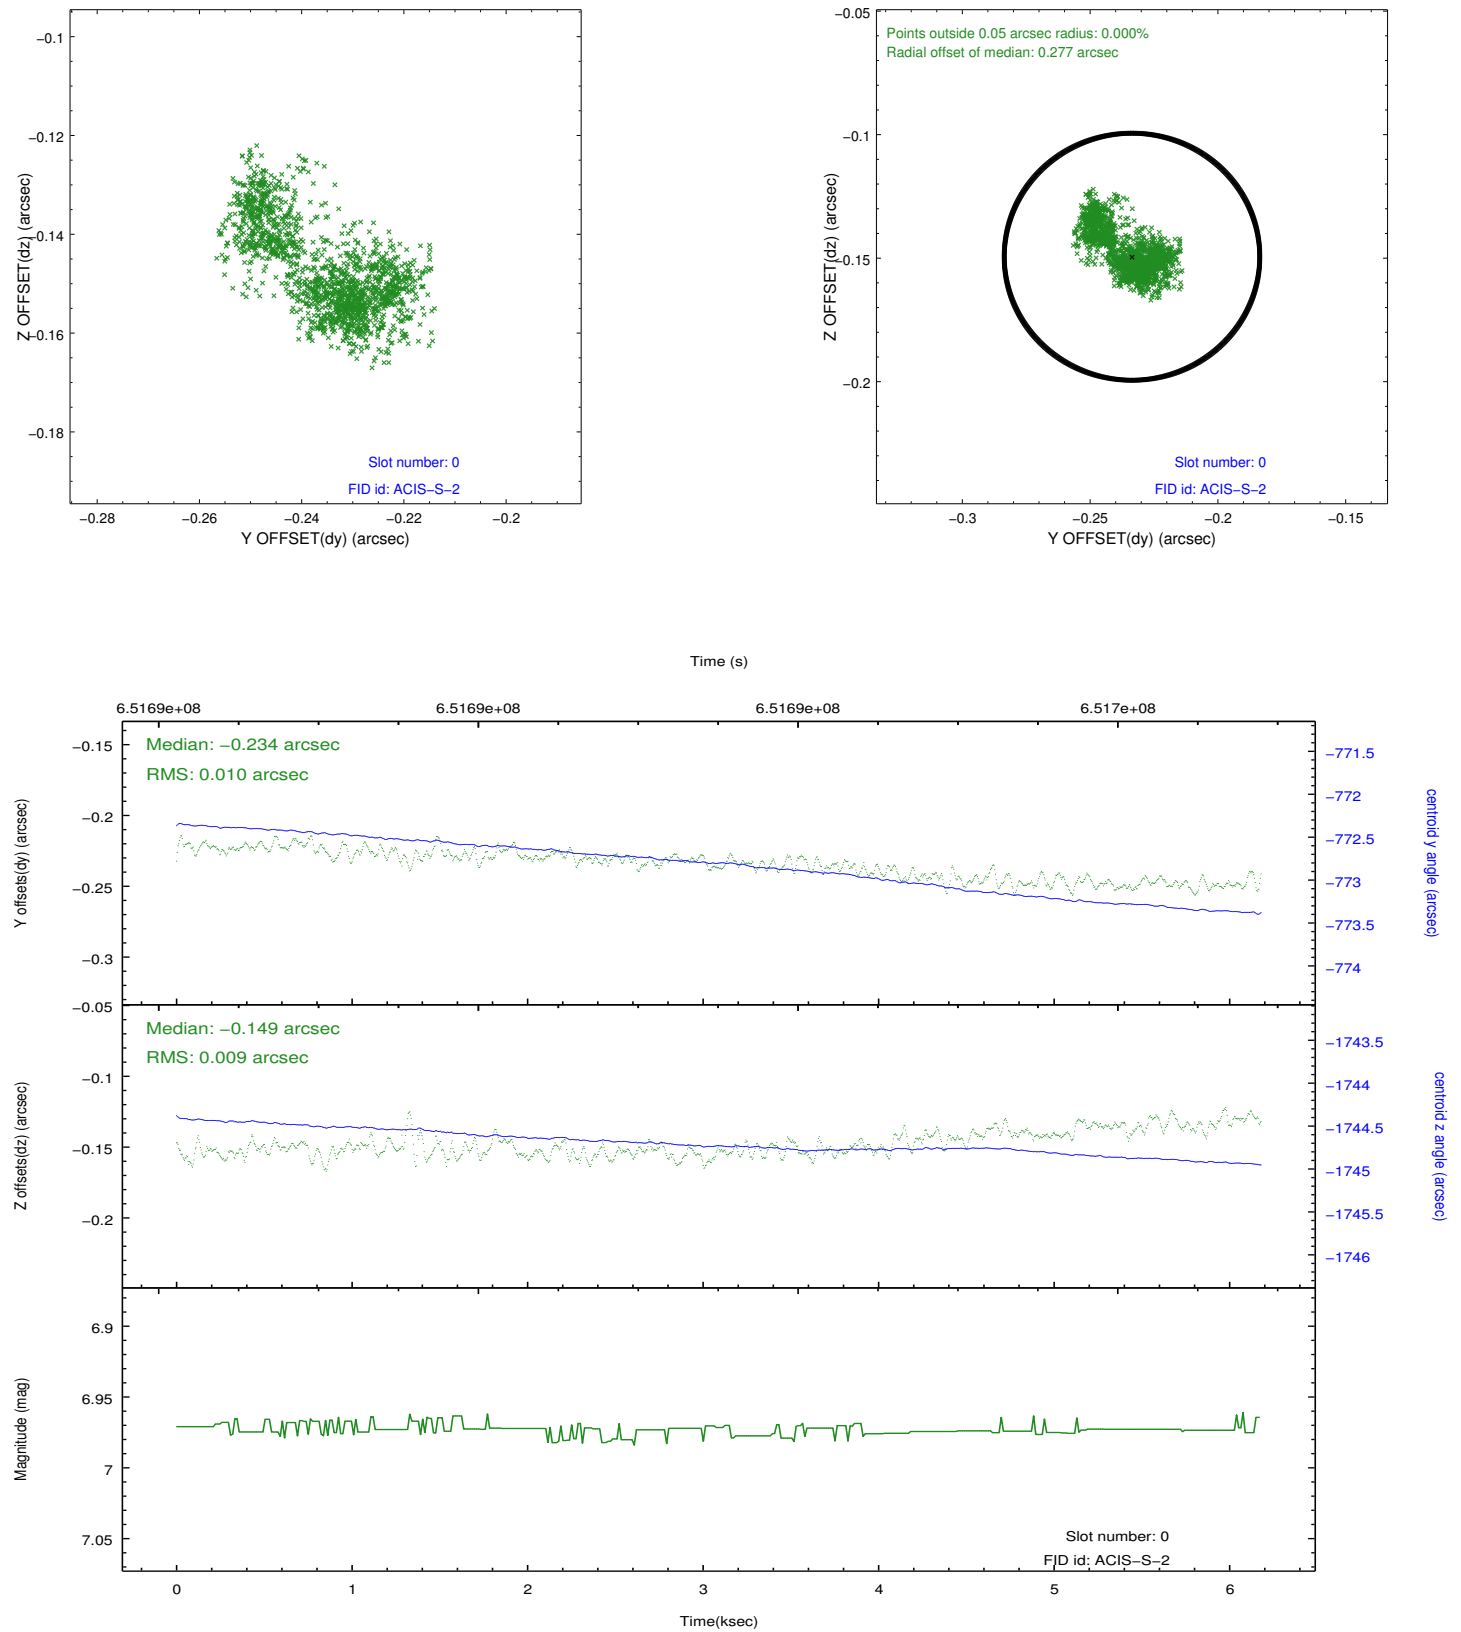 −0.1
−0.12
−0.14
−0.16
−0.18
Z OFFSET(dz) (arcsec)
Slot number: 0
FID id: ACIS−S−2
−0.28 −0.26 −0.24 −0.22 −0.2
Y OFFSET(dy) (arcsec)
−0.05
Points outside 0.05 arcsec radius: 0.000%
Radial offset of median: 0.277 arcsec
−0.1
−0.15
−0.2
Z OFFSET(dz) (arcsec)
Slot number: 0
FID id: ACIS−S−2
−0.3 −0.25 −0.2 −0.15
Y OFFSET(dy) (arcsec)
Time (s)
6.5169e+08 6.5169e+08 6.5169e+08 6.517e+08
Median: −0.234 arcsec
RMS: 0.010 arcsec
−0.15
−0.2
−0.25
−0.3
Y offsets(dy) (arcsec)
−771.5
−772
−772.5
−773
−773.5
−774
centroid y angle (arcsec)
−0.05
Median: −0.149 arcsec
RMS: 0.009 arcsec
−0.1
−0.15
−0.2
Z offsets(dz) (arcsec)
−1743.5
−1744
−1744.5
−1745
−1745.5
−1746
centroid z angle (arcsec)
6.9
6.95
7
7.05
Magnitude (mag)
Slot number: 0
FID id: ACIS−S−2
0 1 2 3 4 5 6
Time(ksec)